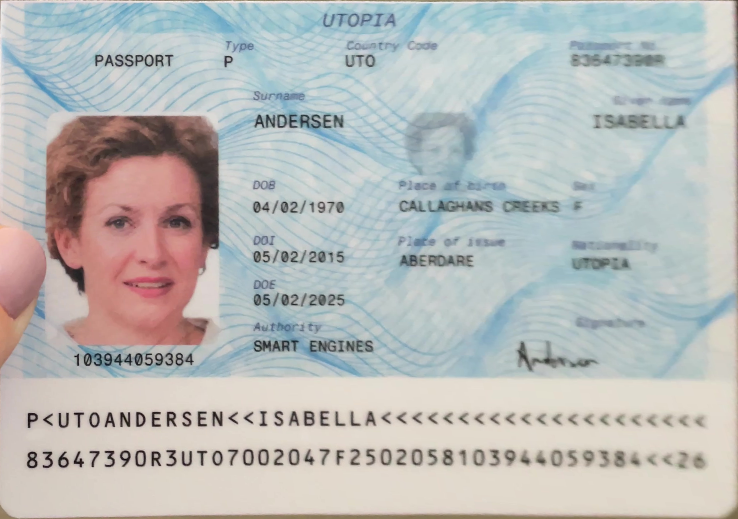 UTOPIA
Type Country Code Passport No.
PASSPORT P UTO 83647390R
Surname Given name
ANDERSEN ISABELLA
DOB Place of birth Sex
04/02/1970 CALLAGHANS CREEKS F
DOI Place of issue Nationality
05/02/2015 ABERDARE UTOPIA
DOE
05/02/2025
Authority Signature
SMART ENGINES Andersen
103944059384
P<UTOANDERSEN<<ISABELLA<<<<<<<<<<<<<<<<<<<<<
83647390R3UTO7002047F2502058103944059384<<26